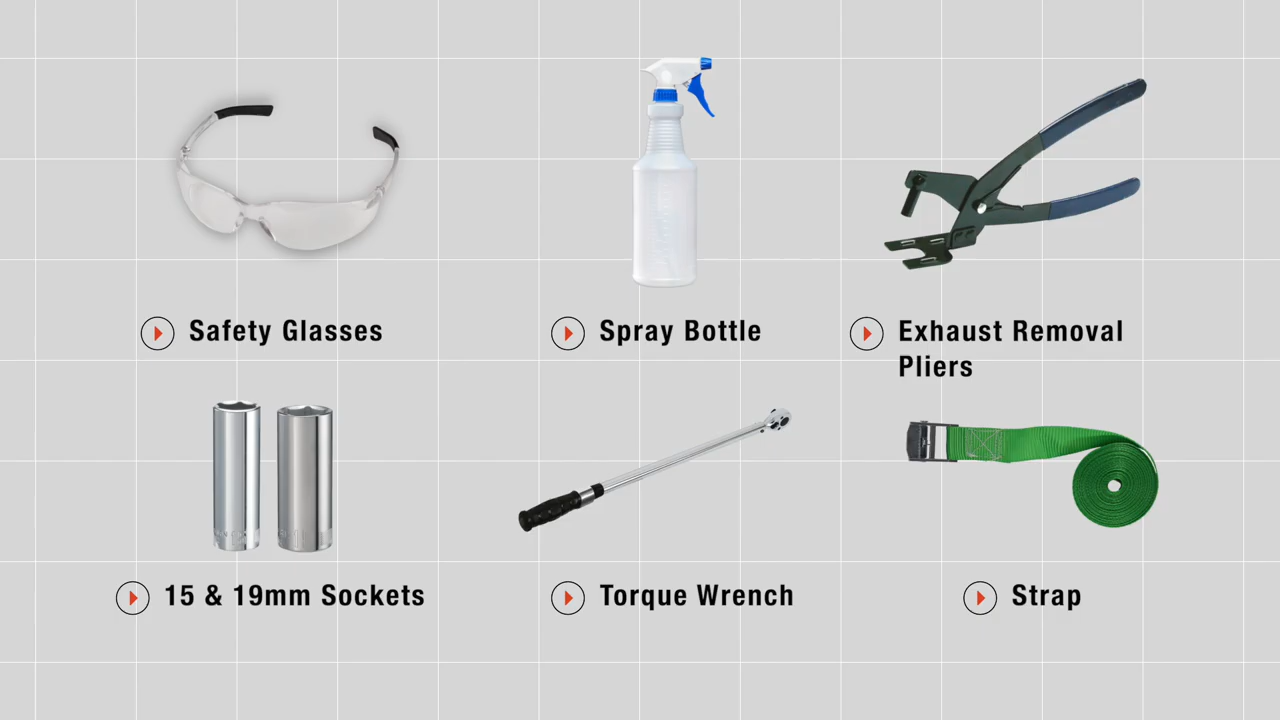 Safety Glasses
Spray Bottle
Exhaust Removal
Pliers
15 & 19mm Sockets
Torque Wrench
Strap